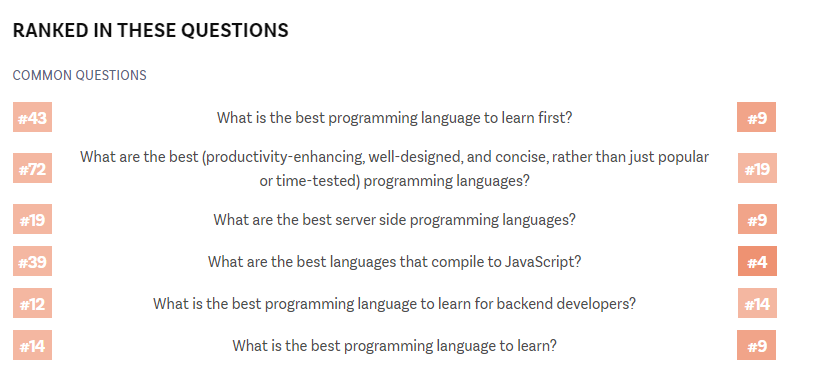 RANKED IN THESE QUESTIONS
COMMON QUESTIONS
#43 What is the best programming language to learn first? #9
What are the best (productivity-enhancing, well-designed, and concise, rather than just popular
#72 or time-tested) programming languages? #19
#19 What are the best server side programming languages? #9
#39 What are the best languages that compile to JavaScript? #4
#12 What is the best programming language to learn for backend developers? #14
#14 What is the best programming language to learn? #9